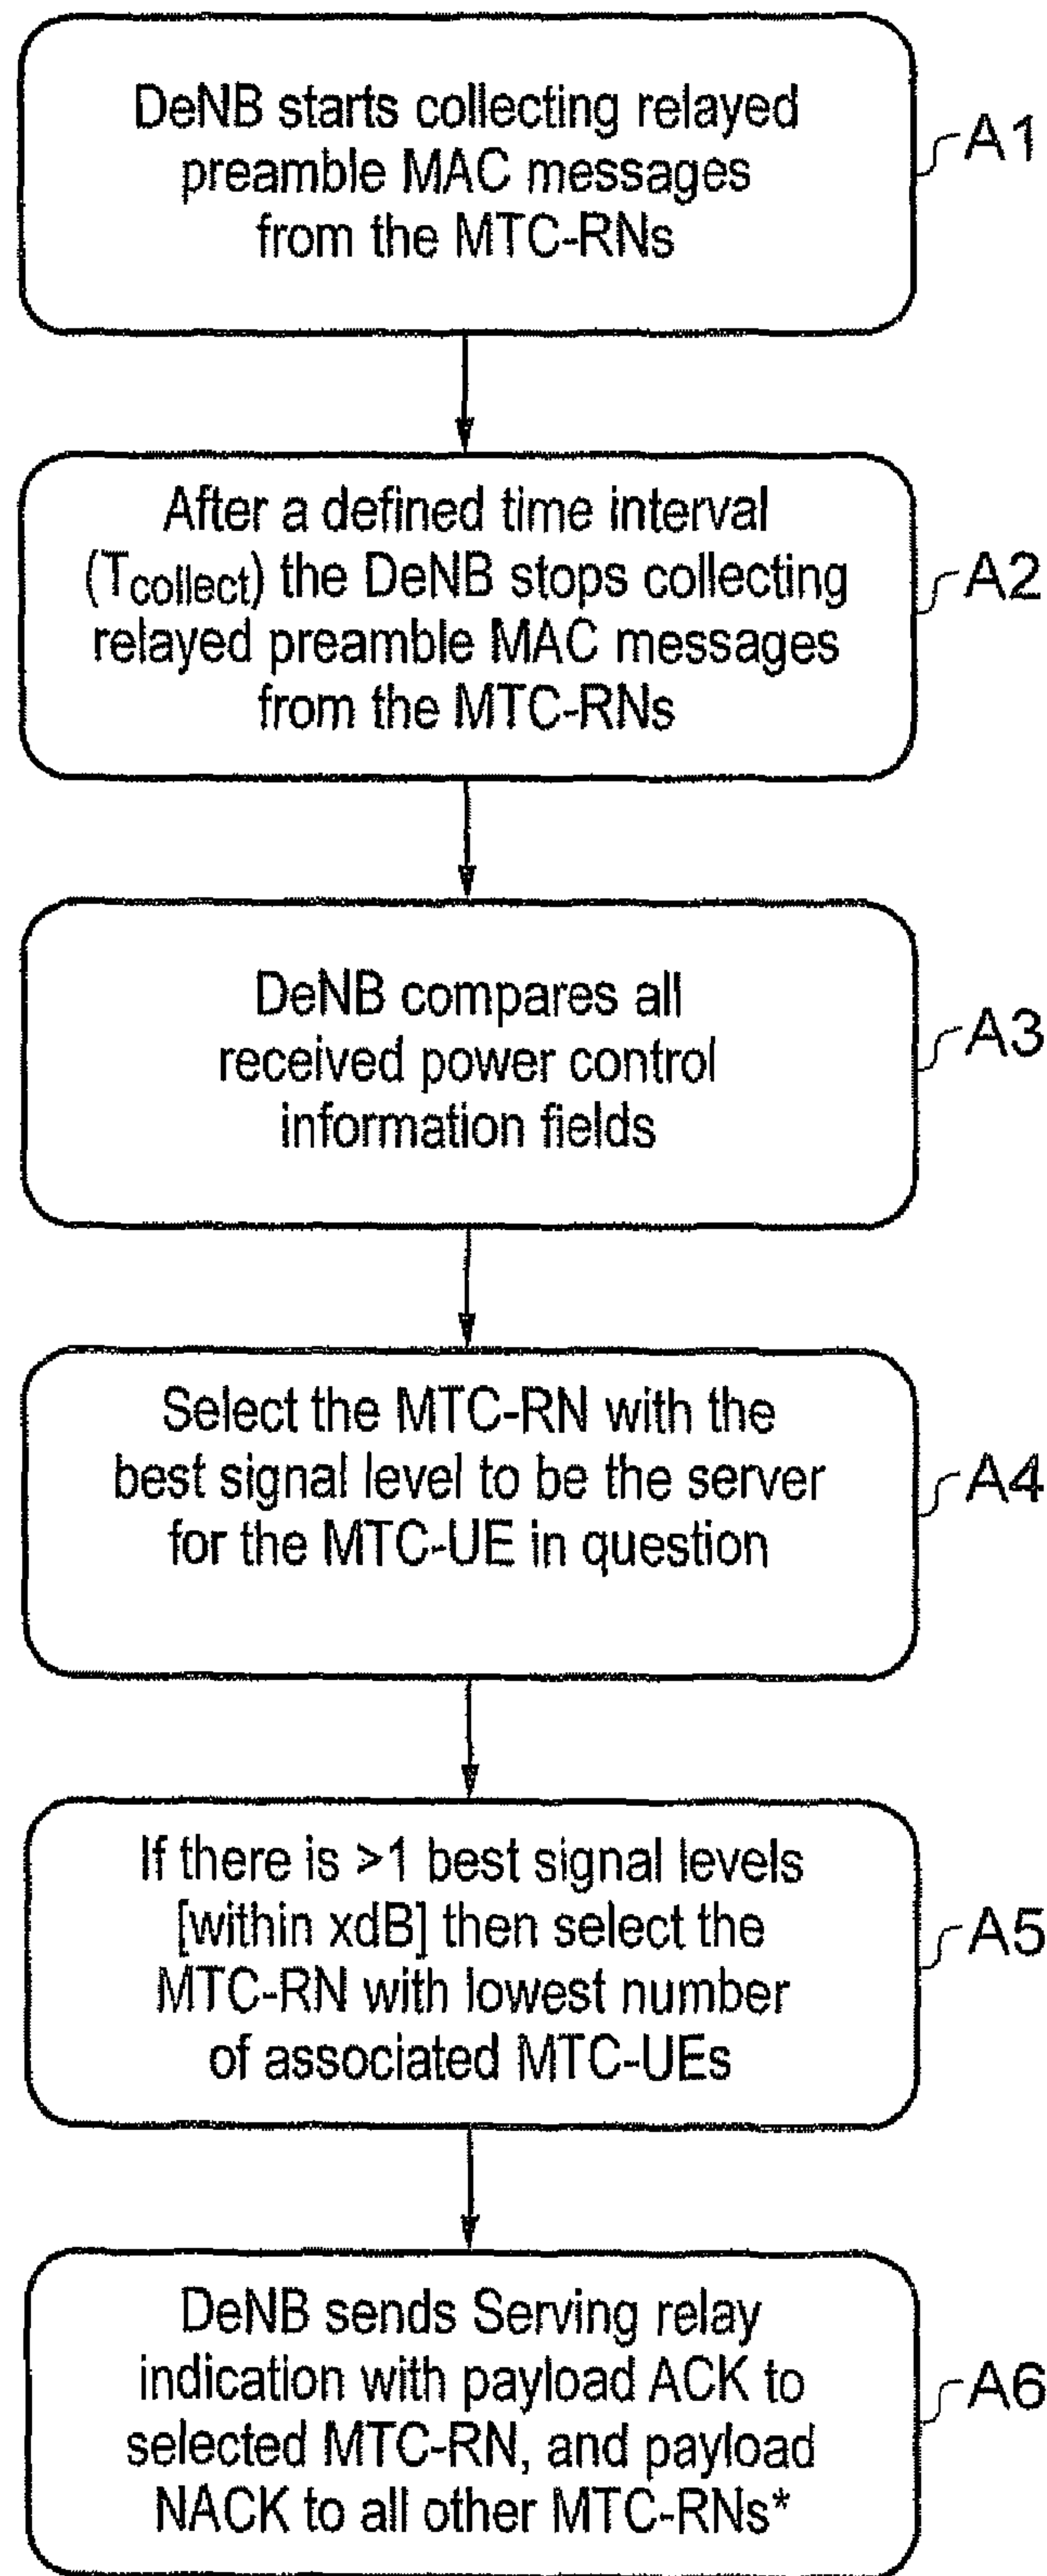 DeNB starts collecting relayed
preamble MAC messages
from the MTC-RNs
A1
After a defined time interval
(Tcollect) the DeNB stops collecting
relayed preamble MAC messages
from the MTC-RNs
A2
DeNB compares all
received power control
information fields
A3
Select the MTC-RN with the
best signal level to be the server
for the MTC-UE in question
A4
If there is >1 best signal levels
[within xdB] then select the
MTC-RN with lowest number
of associated MTC-UEs
A5
DeNB sends Serving relay
indication with payload ACK to
selected MTC-RN, and payload
NACK to all other MTC-RNs*
A6